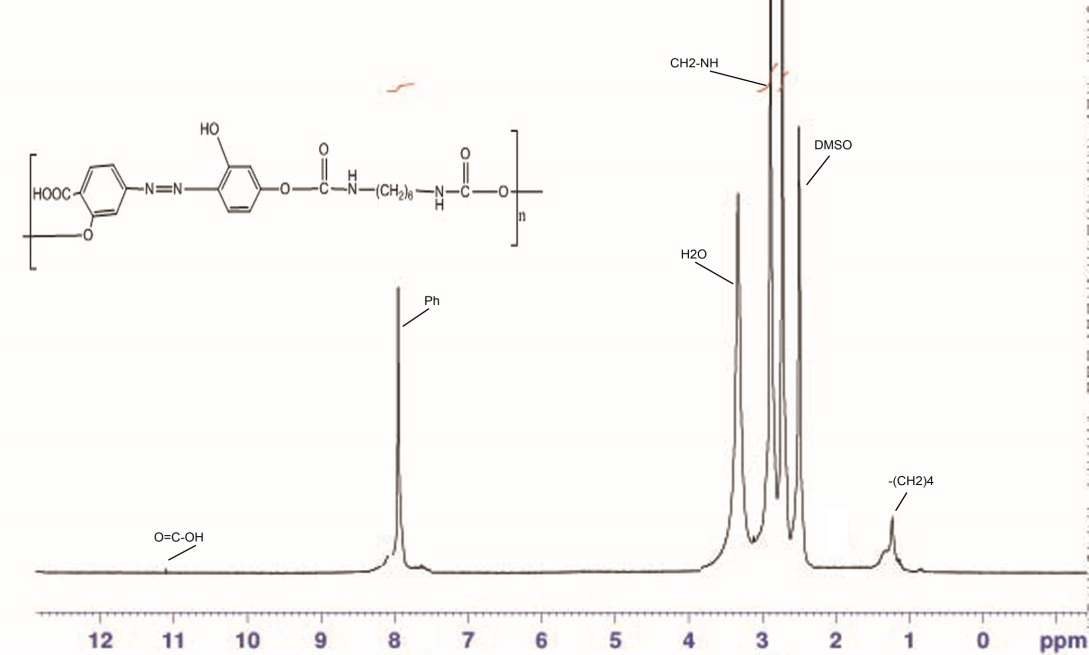 CH2-NH
HO
O
O
DMSO
HOOC
N=N
O
C
H
N
(CH2)6
N
H
C
O
n
O
H2O
Ph
-(CH2)4
O=C-OH
12 11 10 9 8 7 6 5 4 3 2 1 0 ppm